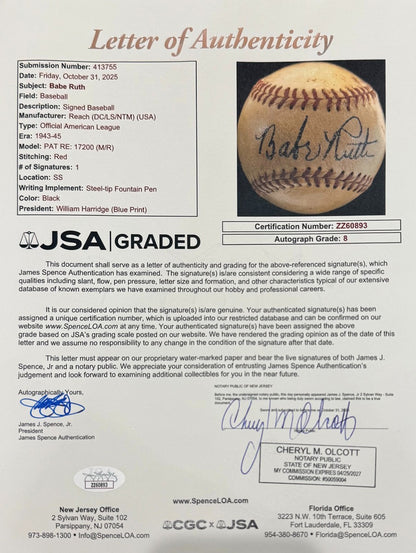 Letter of Authenticity
Submission Number: 413755
Date: Friday, October 31, 2025
Subject: Babe Ruth
Field: Baseball
Description: Signed Baseball
Manufacturer: Reach (DC/LS/NTM) (USA)
Type: Official American League
Era: 1943-45
Model: PAT RE: 17200 (M/R)
Stitching: Red
# Signatures: 1
Location: SS
Writing Implement: Steel-tip Fountain Pen
Color: Black
President: William Harridge (Blue Print)
Babe Ruth
Certification Number: ZZ60893
Autograph Grade: 8
JSA GRADED
This document shall serve as a letter of authenticity and grading for the above-referenced signature(s), which
James Spence Authentication has examined. The signature(s) is/are consistent considering a wide range of specific
qualities including slant, flow, pen pressure, letter size and formation, and other characteristics typical of our extensive
database of known exemplars we have examined throughout our hobby and professional careers.
It is our considered opinion that the signature(s) is/are genuine. Your authenticated signature(s) has been
assigned a unique certification number, which is uploaded into our restricted database and can be confirmed on our
website www.SpenceLOA.com at any time. Your authenticated signature(s) have been assigned the above
grade based on JSA's grading scale posted on our website. We have rendered the grading opinion as of the date of this
letter and we assume no responsibility to any change in grade of the signature after this date.
This letter must appear on our proprietary water-marked paper and bear the live signatures of both James J.
Spence, Jr and a notary public. We appreciate your consideration of entrusting James Spence Authentication's
judgement and look forward to examining additional collectibles for you in the near future.
Autographically Yours,
James J. Spence, Jr.
President
James Spence Authentication
NOTARY PUBLIC OF NEW JERSEY
Cheryl M Olcott
CHERYL M. OLCOTT
NOTARY PUBLIC
STATE OF NEW JERSEY
MY COMMISSION EXPIRES 04/25/2027
COMMISSION: #50055004
JSA
ZZ60893
New Jersey Office
2 Sylvan Way, Suite 102
Parsippany, NJ 07054
973-898-1300 • Info@SpenceLOA.com
www.SpenceLOA.com
CGC x JSA
Florida Office
3223 N.W. 10th Terrace, Suite 605
Fort Lauderdale, FL 33309
954-380-8670 • Florida@SpenceLOA.com